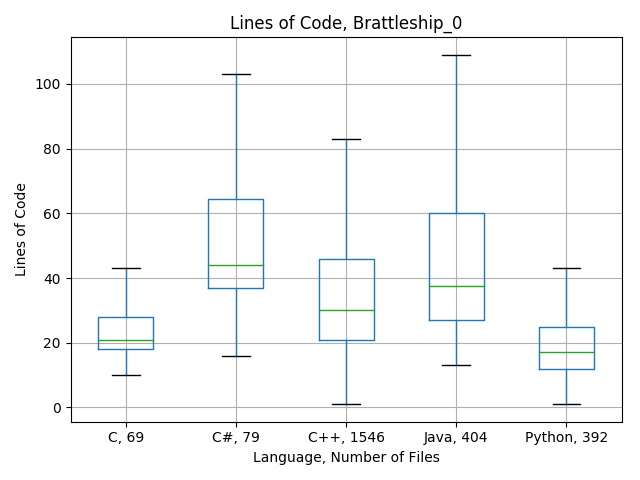 Lines of Code, Brattleship_0
Lines of Code
100
80
60
40
20
0
C, 69
C#, 79
C++, 1546
Java, 404
Python, 392
Language, Number of Files